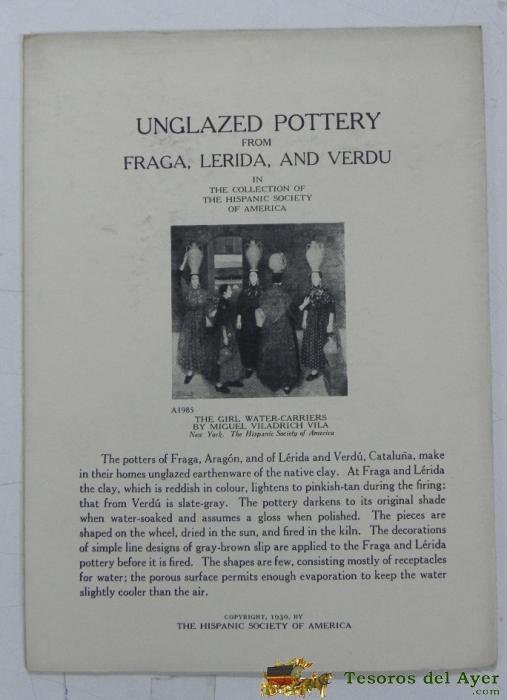 UNGLAZED POTTERY
FROM
FRAGA, LERIDA, AND VERDU
IN
THE COLLECTION OF
THE HISPANIC SOCIETY
OF AMERICA
A1985
THE GIRL WATER-CARRIERS
BY MIGUEL VILADRICH VILA
New York. The Hispanic Society of America
The potters of Fraga, Aragón, and of Lérida and Verdú, Cataluña, make
in their homes unglazed earthenware of the native clay. At Fraga and Lérida
the clay, which is reddish in colour, lightens to pinkish-tan during the firing;
that from Verdú is slate-gray. The pottery darkens to its original shade
when water-soaked and assumes a gloss when polished. The pieces are
shaped on the wheel, dried in the sun, and fired in the kiln. The decorations
of simple line designs of gray-brown slip are applied to the Fraga and Lérida
pottery before it is fired. The shapes are few, consisting mostly of receptacles
for water; the porous surface permits enough evaporation to keep the water
slightly cooler than the air.
COPYRIGHT, 1930, BY
THE HISPANIC SOCIETY OF AMERICA
Tesoros del Ayer
.com